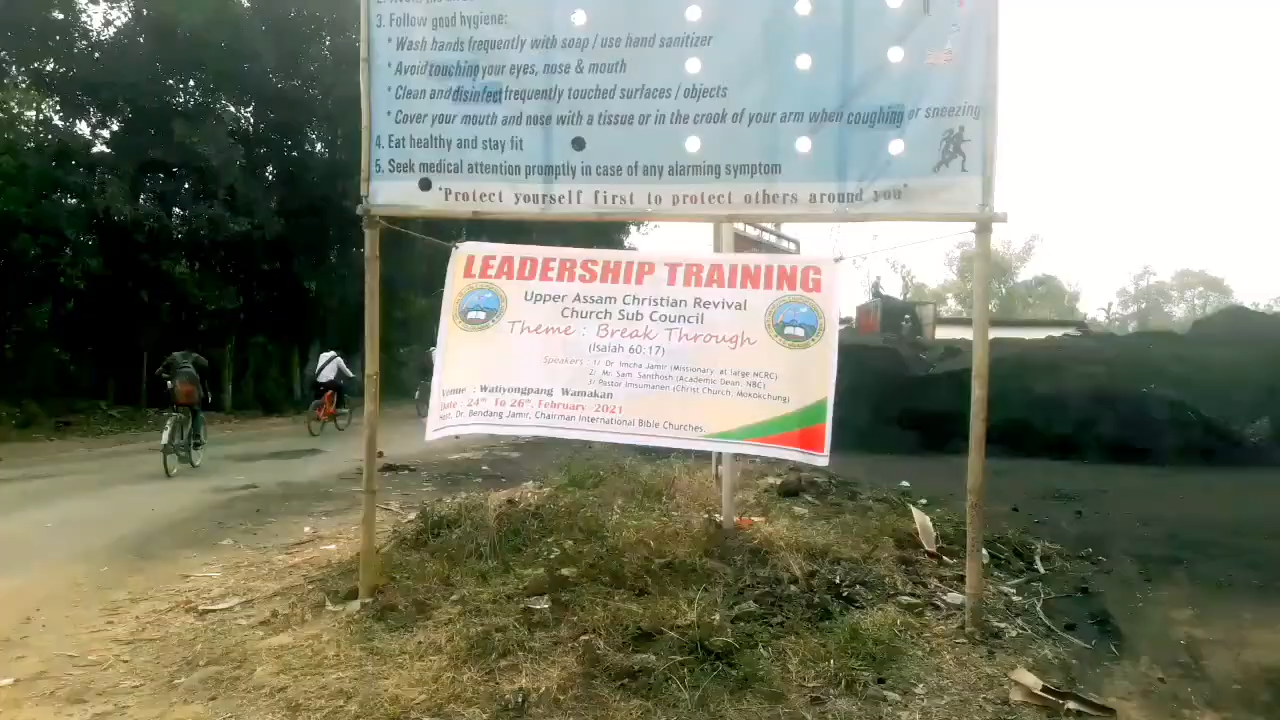 3. Follow good hygiene:
* Wash hands frequently with soap / use hand sanitizer
* Avoid touching your eyes, nose & mouth
* Clean and disinfect frequently touched surfaces / objects
* Cover your mouth and nose with a tissue or in the crook of your arm when coughing or sneezing
4. Eat healthy and stay fit
5. Seek medical attention promptly in case of any alarming symptom
'Protect yourself first to protect others around you'
LEADERSHIP TRAINING
Upper Assam Christian Revival
Church Sub Council
Theme : Break Through
(Isaiah 60:17)
Speakers : 1/ Dr. Imcha Jamir (Missionary at large NCRC)
2/ Mr. Sam Santhosh (Academic Dean, NBC)
3/ Pastor Imsumanen (Christ Church, Mokokchung)
Venue : Watiyongpang Wamakan
Date : 24th To 26th, February 2021
Host, Dr. Bendang Jamir, Chairman International Bible Churches.